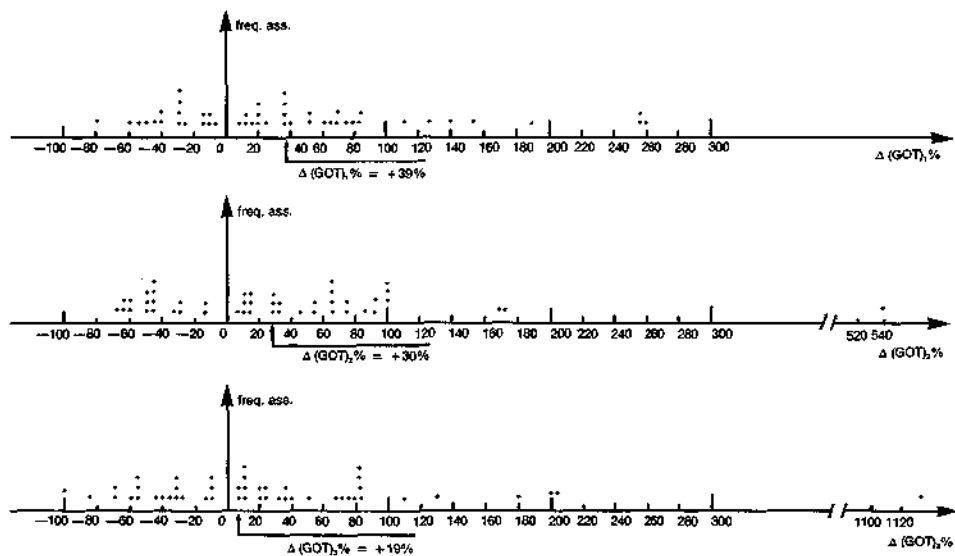 freq. ass.
—100 —80 —60 —40 —20 0 20 40 60 80 100 120 140 160 180 200 220 240 260 280 300
Δ (GOT)₁%
Δ (GOT)₁% = +39%
freq. ass.
—100 —80 —60 —40 —20 0 20 40 60 80 100 120 140 160 180 200 220 240 260 280 300 520 540
Δ (GOT)₂%
Δ (GOT)₂% = +30%
freq. ass.
—100 —80 —60 —40 —20 0 20 40 60 80 100 120 140 160 180 200 220 240 260 280 300 1100 1120
Δ (GOT)₃%
Δ (GOT)₃% = +19%